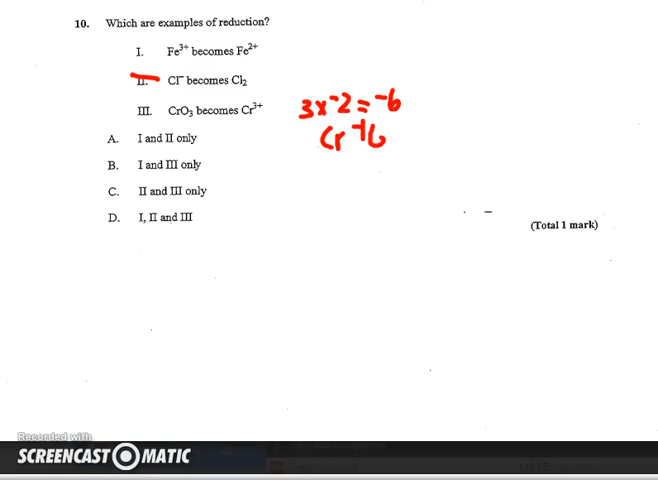 10. Which are examples of reduction?
I. Fe³⁺ becomes Fe²⁺
II. Cl⁻ becomes Cl₂
III. CrO₃ becomes Cr³⁺
3x⁻2=⁻6
Cr⁺6
A. I and II only
B. I and III only
C. II and III only
D. I, II and III
(Total 1 mark)
Recorded with
SCREENCAST O MATIC